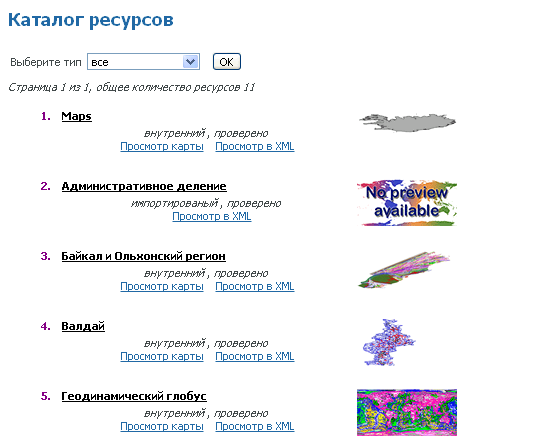 Каталог ресурсов
Выберите тип все OK
Страница 1 из 1, общее количество ресурсов 11
1. Maps
внутренний , проверено
Просмотр карты Просмотр в XML
2. Административное деление
импортированый , проверено
Просмотр в XML
No preview
available
3. Байкал и Ольхонский регион
внутренний , проверено
Просмотр карты Просмотр в XML
4. Валдай
внутренний , проверено
Просмотр карты Просмотр в XML
5. Геодинамический глобус
внутренний , проверено
Просмотр карты Просмотр в XML